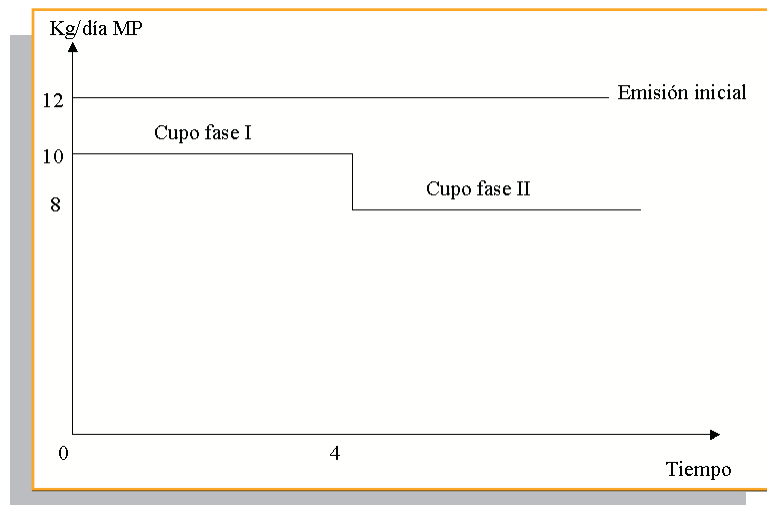 Kg/día MP
12
Emisión inicial
Cupo fase I
10
Cupo fase II
8
0
4
Tiempo